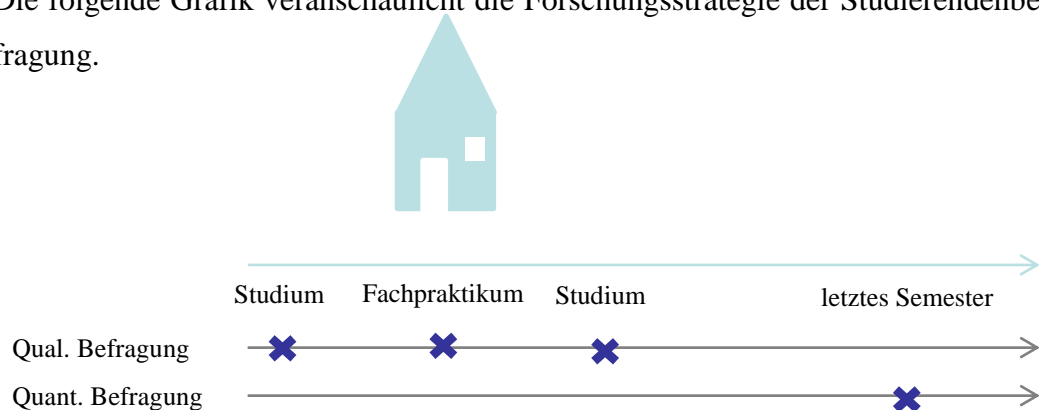 Die folgende Grafik veranschaulicht die Forschungsstrategie der Studierendenbe
fragung.
Studium Fachpraktikum Studium letztes Semester
Qual. Befragung
Quant. Befragung